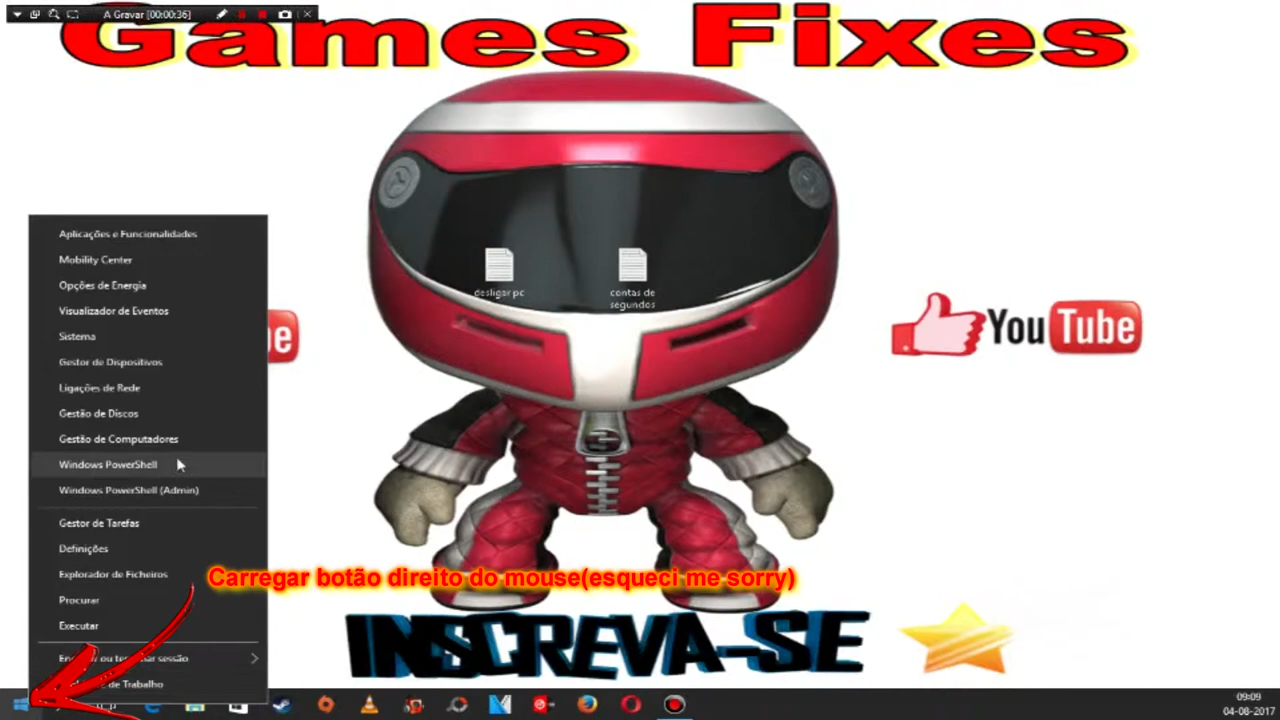 A Gravar [00:00:36]
Games Fixes
Aplicações e Funcionalidades
Mobility Center
Opções de Energia
Visualizador de Eventos
Sistema
Gestor de Dispositivos
Ligações de Rede
Gestão de Discos
Gestão de Computadores
Windows PowerShell
Windows PowerShell (Admin)
Gestor de Tarefas
Definições
Explorador de Ficheiros
Procurar
Executar
ou sessão
de Trabalho
desligar pc
contas de
segundos
be
YouTube
Carregar botão direito do mouse(esqueci me sorry)
INSCREVA-SE
09:09
04-08-2017